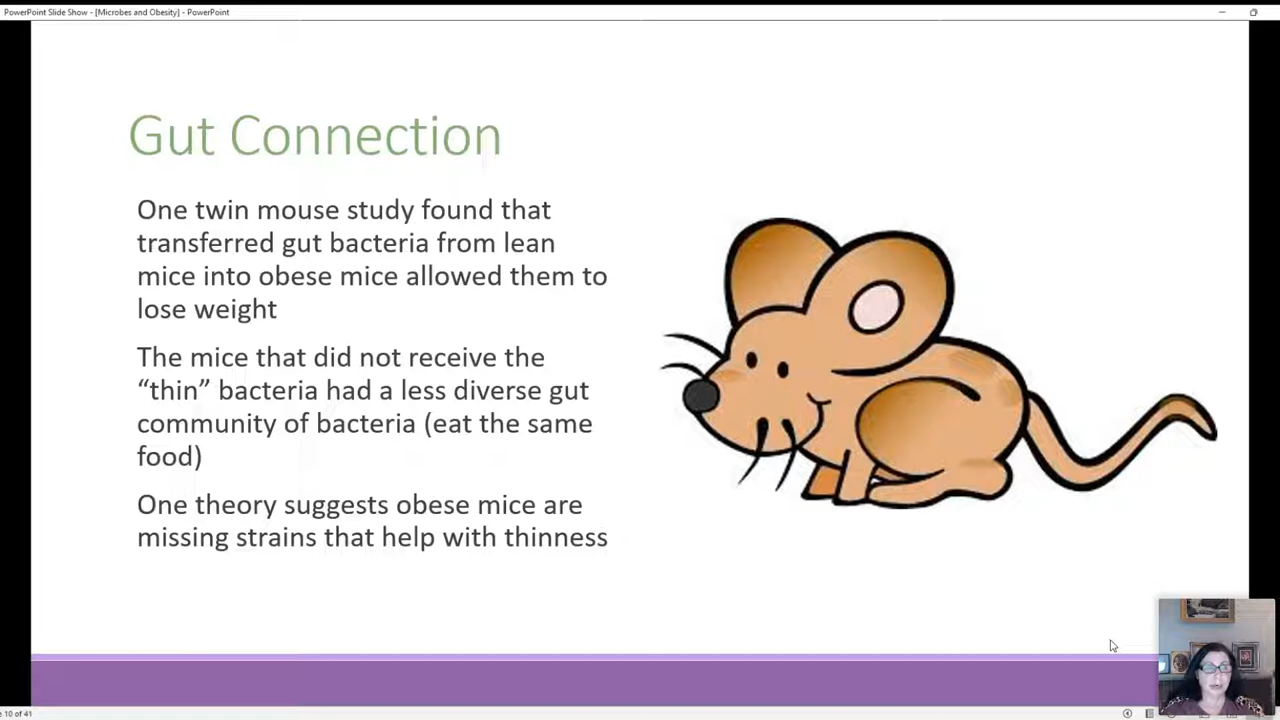 PowerPoint Slide Show - [Microbes and Obesity] - PowerPoint
Gut Connection
One twin mouse study found that
transferred gut bacteria from lean
mice into obese mice allowed them to
lose weight
The mice that did not receive the
“thin” bacteria had a less diverse gut
community of bacteria (eat the same
food)
One theory suggests obese mice are
missing strains that help with thinness
e 10 of 41